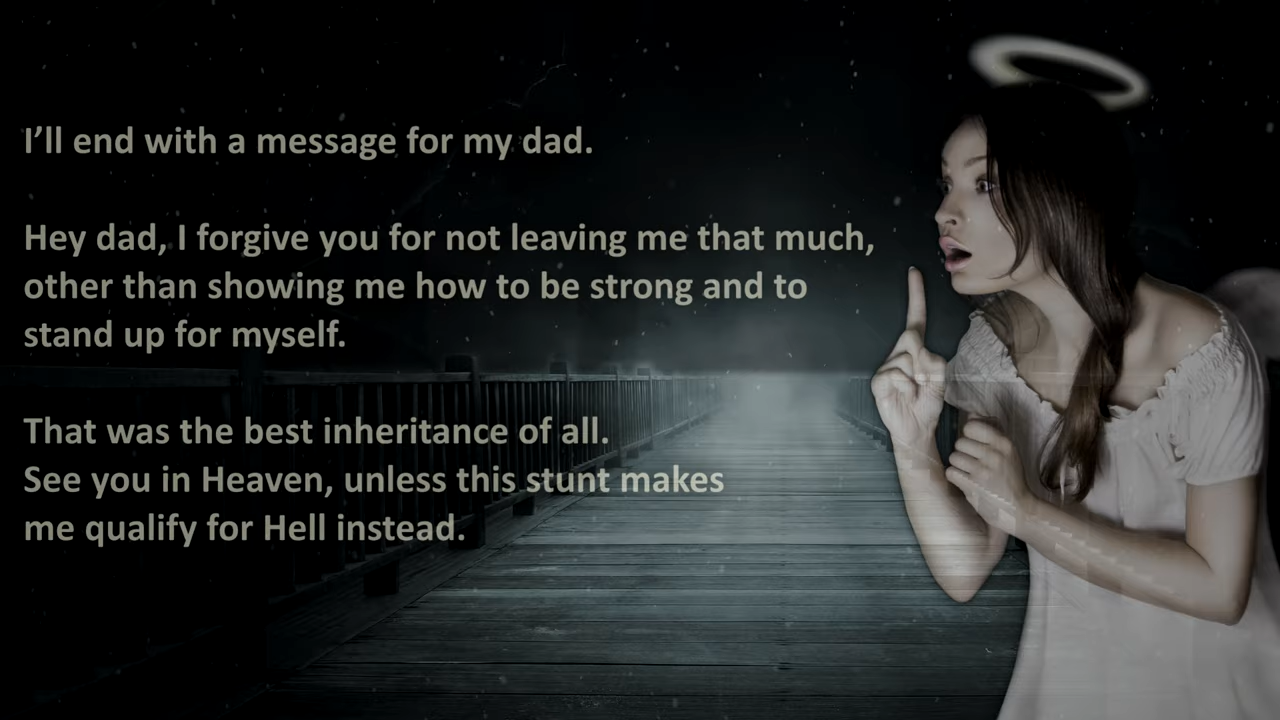 I’ll end with a message for my dad.
Hey dad, I forgive you for not leaving me that much,
other than showing me how to be strong and to
stand up for myself.
That was the best inheritance of all.
See you in Heaven, unless this stunt makes
me qualify for Hell instead.